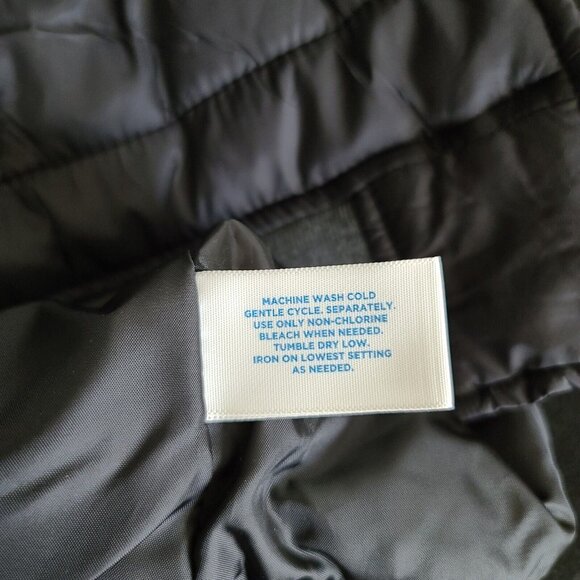 MACHINE WASH COLD
GENTLE CYCLE. SEPARATELY.
USE ONLY NON-CHLORINE
BLEACH WHEN NEEDED.
TUMBLE DRY LOW.
IRON ON LOWEST SETTING
AS NEEDED.